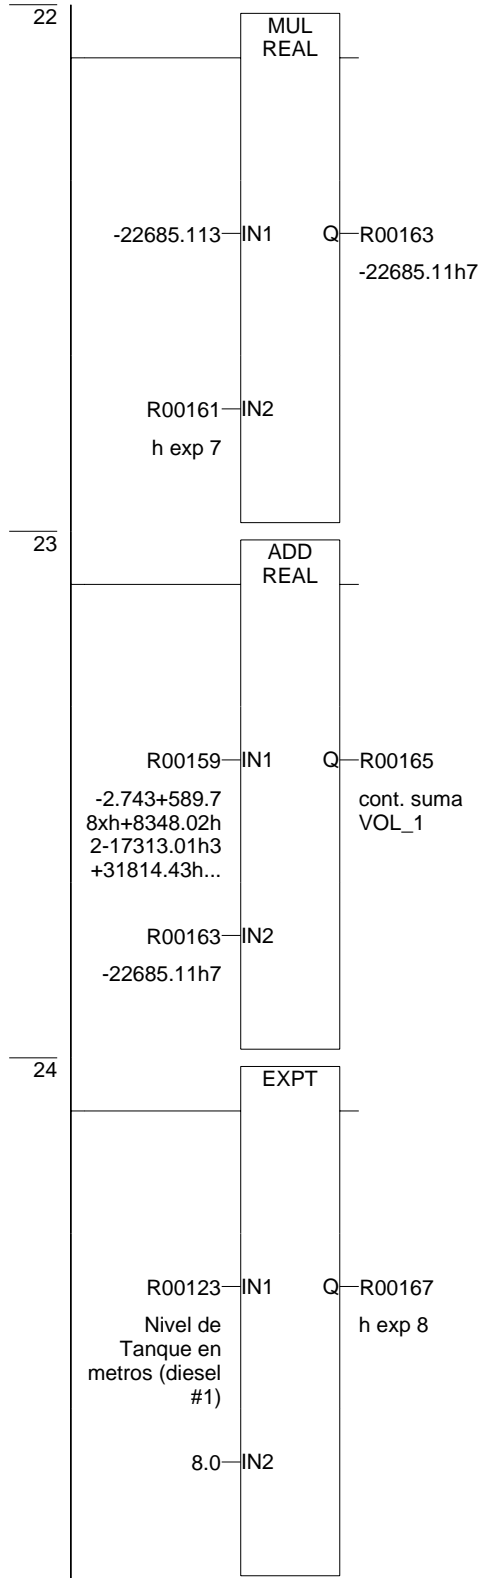 22
MUL
REAL
-22685.113 IN1 Q R00163
-22685.11h7
R00161 IN2
h exp 7
23
ADD
REAL
R00159 IN1 Q R00165
-2.743+589.7 cont. suma
8xh+8348.02h VOL_1
2-17313.01h3
+31814.43h...
R00163 IN2
-22685.11h7
24
EXPT
R00123 IN1 Q R00167
Nivel de h exp 8
Tanque en
metros (diesel
#1)
8.0 IN2